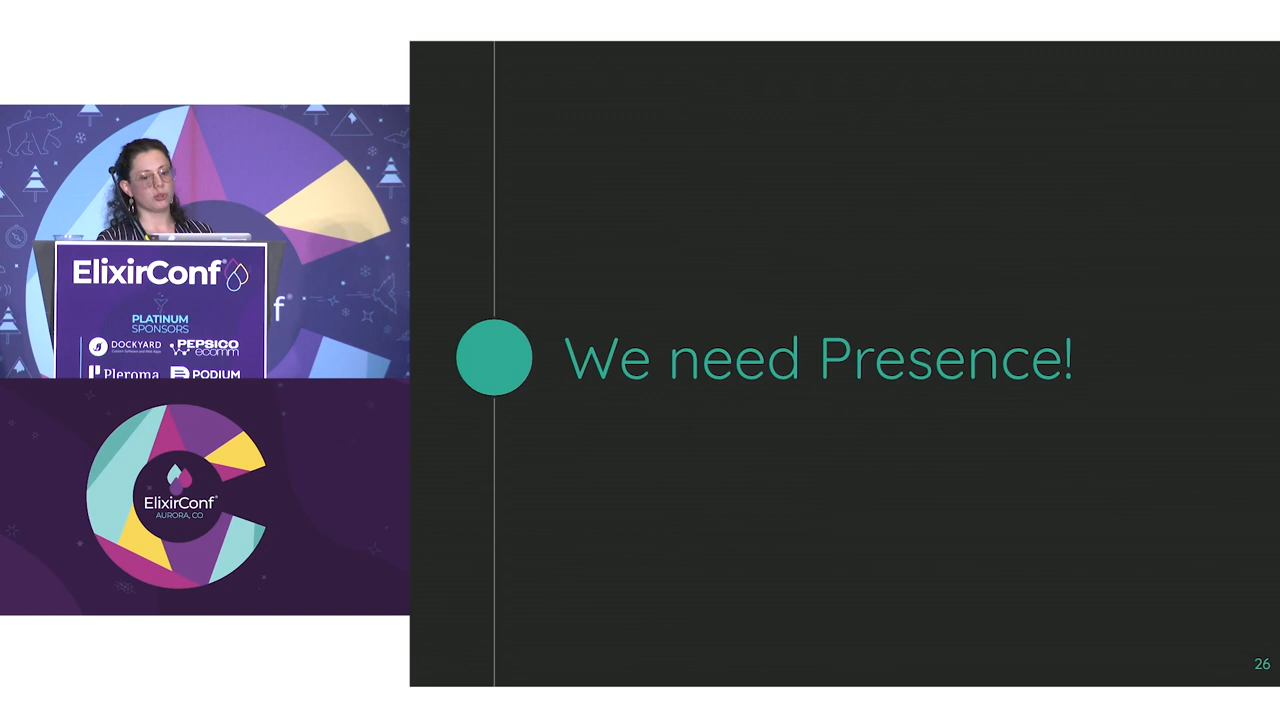 ElixirConf
f
PLATINUM
SPONSORS
DOCKYARD
PEPSICO
ecomm
Pleroma
PODIUM
ElixirConf
AURORA, CO
We need Presence!
26